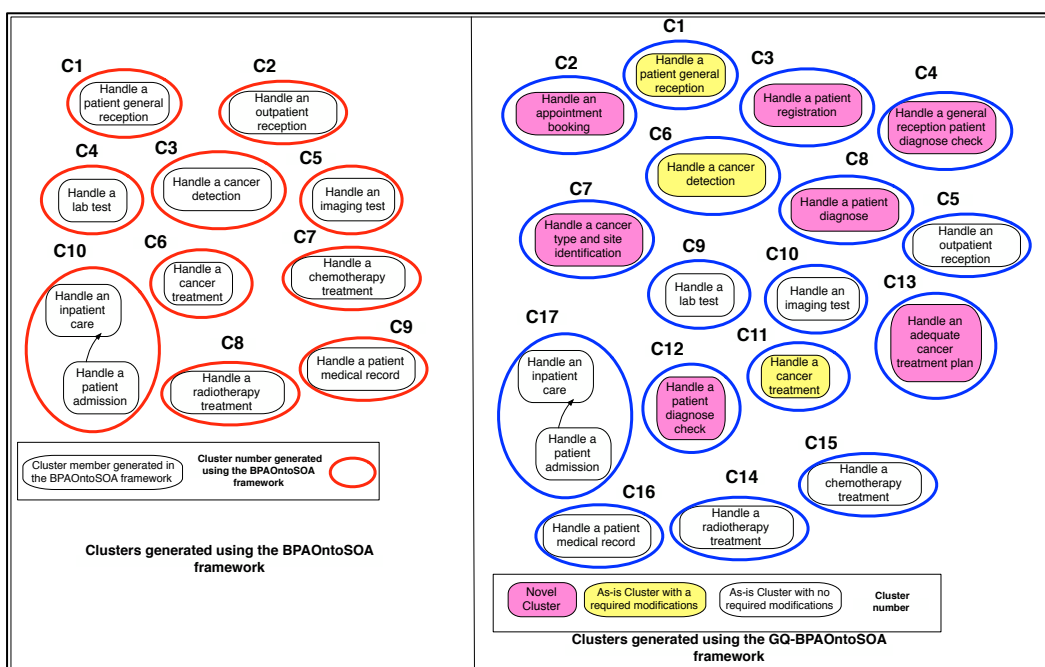 C1
Handle a
patient general
reception
C2
Handle an
outpatient
reception
C4
Handle a
lab test
C3
Handle a cancer
detection
C5
Handle an
imaging test
C10
Handle an
inpatient
care
Handle a
patient
admission
C6
Handle a
cancer
treatment
C7
Handle a
chemotherapy
treatment
C8
Handle a
radiotherapy
treatment
C9
Handle a patient
medical record
Cluster member generated in
the BPAOntoSOA framework
Cluster number generated
using the BPAOntoSOA
framework
Clusters generated using the BPAOntoSOA
framework
C1
Handle a
patient general
reception
C2
Handle an
appointment
booking
C3
Handle a patient
registration
C4
Handle a general
reception patient
diagnose check
C6
Handle a cancer
detection
C8
Handle a patient
diagnose
C5
Handle an
outpatient
reception
C7
Handle a cancer
type and site
identification
C9
Handle a
lab test
C10
Handle an
imaging test
C13
Handle an
adequate
cancer
treatment plan
C17
Handle an
inpatient
care
Handle a
patient
admission
C12
Handle a
patient
diagnose
check
C11
Handle a
cancer
treatment
C15
Handle a
chemotherapy
treatment
C16
Handle a patient
medical record
C14
Handle a
radiotherapy
treatment
Novel
Cluster
As-is Cluster with a
required modifications
As-is Cluster with no
required modifications
Cluster
number
Clusters generated using the GQ-BPAOntoSOA
framework